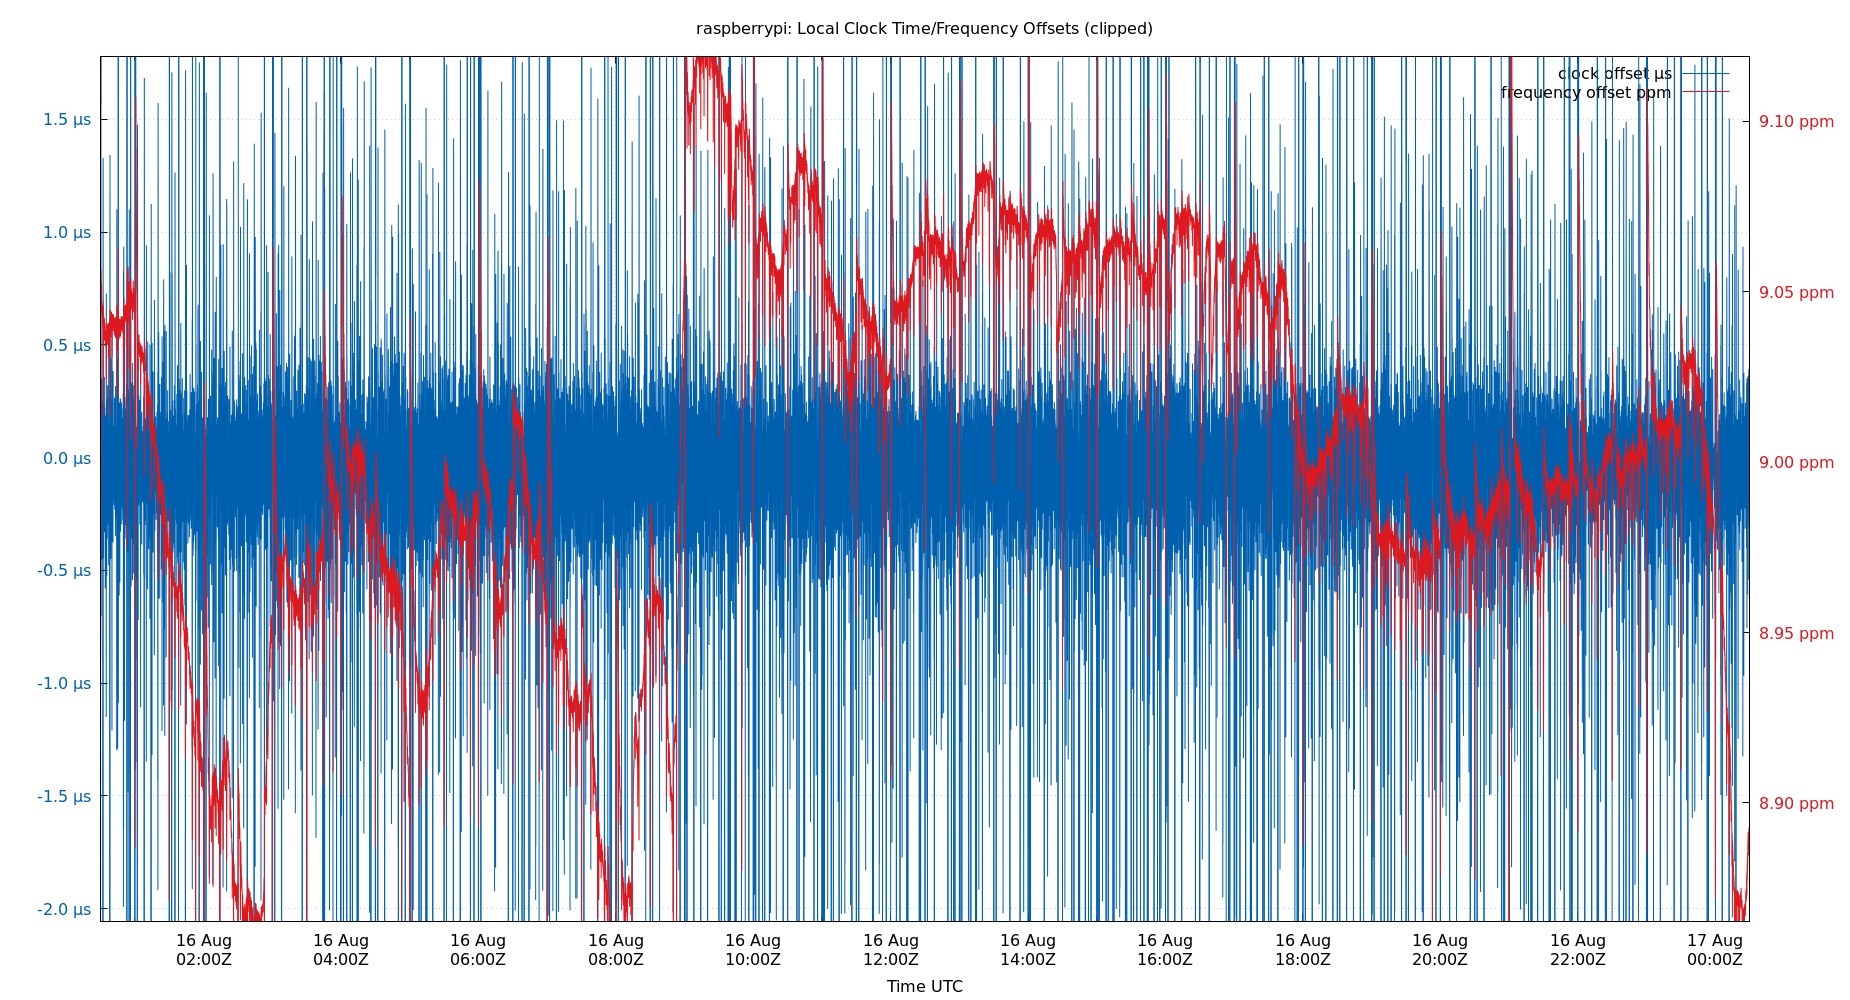 raspberrypi: Local Clock Time/Frequency Offsets (clipped)
clock offset µs
frequency offset ppm
1.5 µs
1.0 µs
0.5 µs
0.0 µs
-0.5 µs
-1.0 µs
-1.5 µs
-2.0 µs
9.10 ppm
9.05 ppm
9.00 ppm
8.95 ppm
8.90 ppm
16 Aug 16 Aug 16 Aug 16 Aug 16 Aug 16 Aug 16 Aug 16 Aug 16 Aug 16 Aug 16 Aug 17 Aug
02:00Z 04:00Z 06:00Z 08:00Z 10:00Z 12:00Z 14:00Z 16:00Z 18:00Z 20:00Z 22:00Z 00:00Z
Time UTC